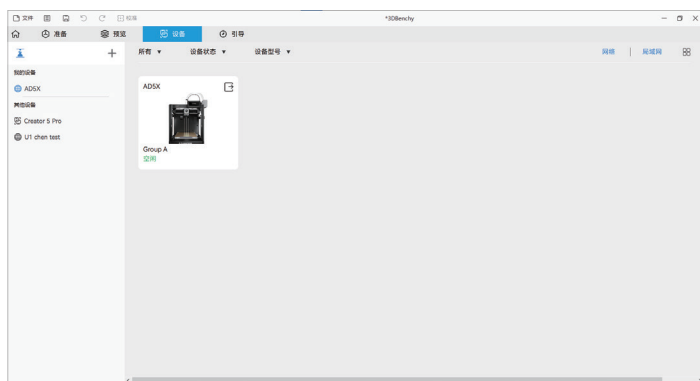 文件 标准 *3DBenchy
准备 预览 设备 引导
所有 设备状态 设备型号 网络 局域网
我的设备
AD5X
其他设备
Creator 5 Pro
U1 chen test
AD5X
Group A
空闲